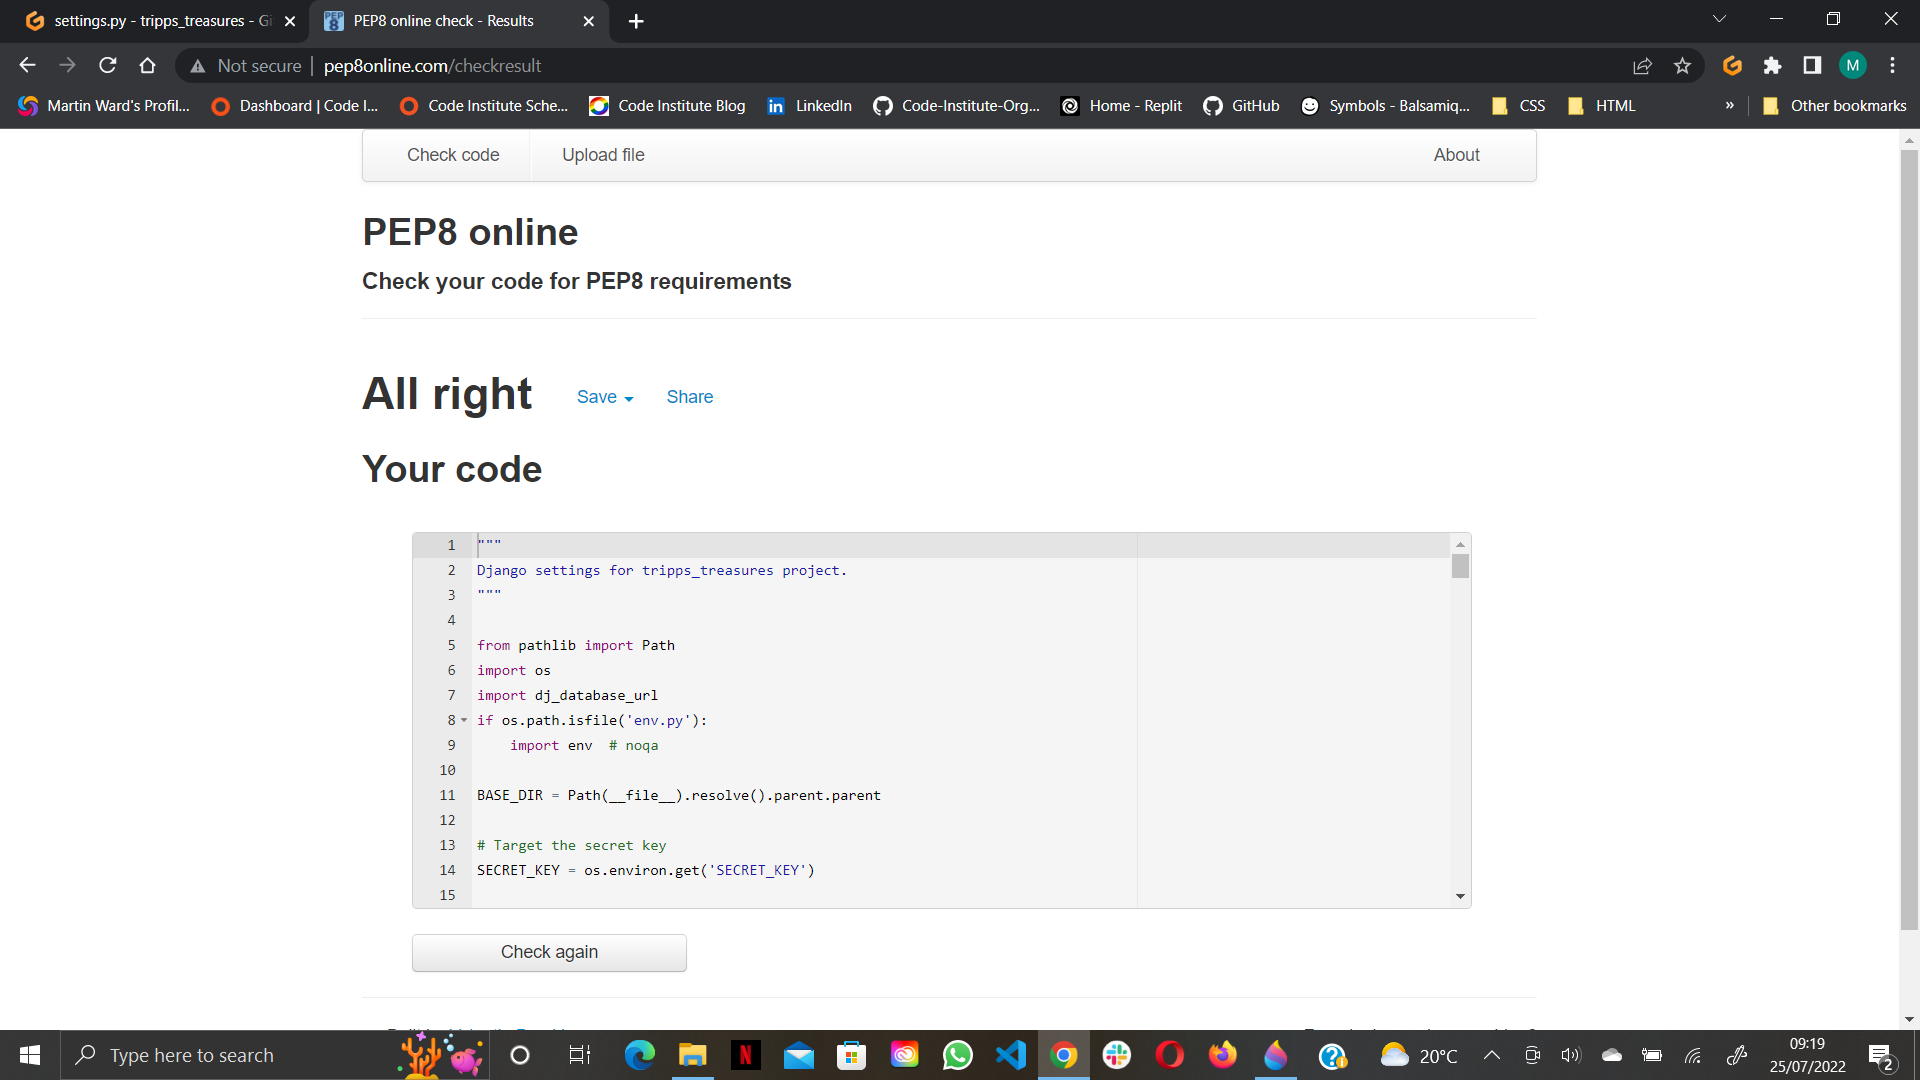 settings.py - tripps_treasures - Gi
PEP8 online check - Results
Not secure
pep8online.com/checkresult
M
Martin Ward's Profil...
Dashboard | Code I...
Code Institute Sche...
Code Institute Blog
LinkedIn
Code-Institute-Org...
Home - Replit
GitHub
Symbols - Balsamiq...
CSS
HTML
»
Other bookmarks
Check code
Upload file
About
PEP8 online
Check your code for PEP8 requirements
All right
Save
Share
Your code
1 """
2 Django settings for tripps_treasures project.
3 """
4
5 from pathlib import Path
6 import os
7 import dj_database_url
8 if os.path.isfile('env.py'):
9     import env  # noqa
10
11 BASE_DIR = Path(__file__).resolve().parent.parent
12
13 # Target the secret key
14 SECRET_KEY = os.environ.get('SECRET_KEY')
15
Check again
Type here to search
20°C
09:19
25/07/2022
2